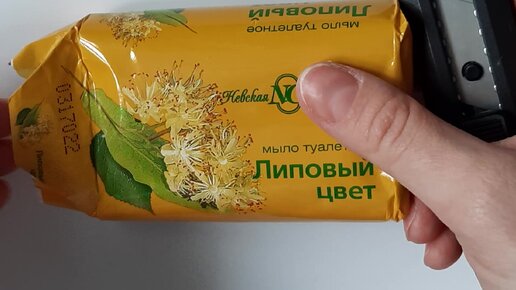 Липовый
мыло туалетное
Невская
мыло туале
Липовый
цвет
0317022